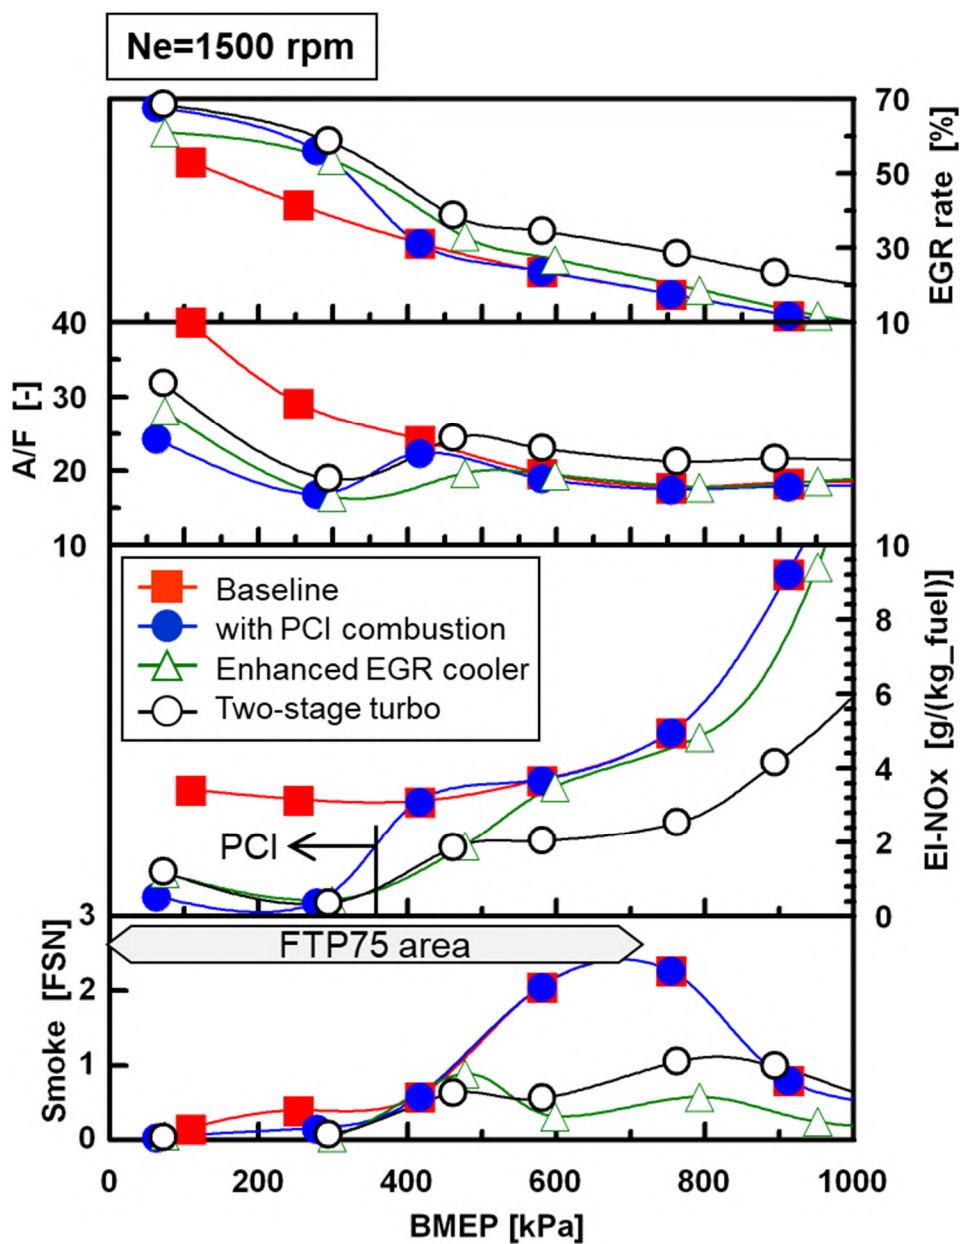 Ne=1500 rpm
70
50
30
10
EGR rate [%]
40
30
20
10
A/F [-]
Baseline
with PCI combustion
Enhanced EGR cooler
Two-stage turbo
10
8
6
4
2
0
EI-NOx [g/(kg_fuel)]
PCI
FTP75 area
3
2
1
0
Smoke [FSN]
0 200 400 600 800 1000
BMEP [kPa]